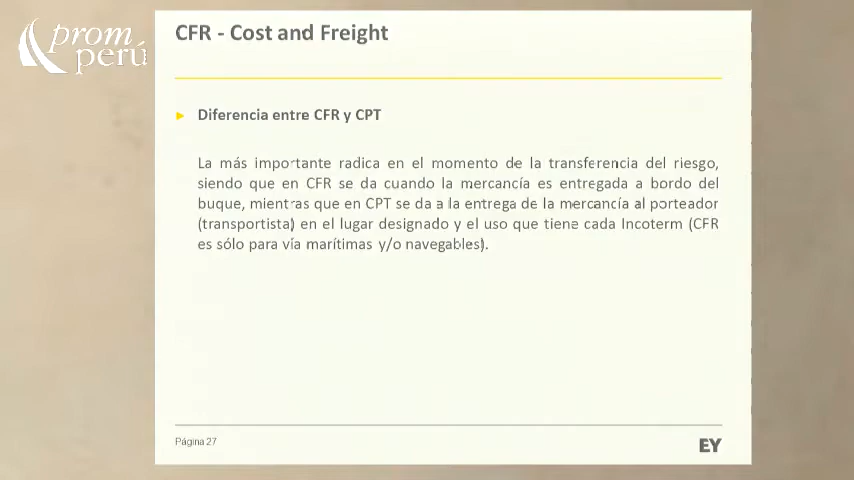 prom
perú
CFR - Cost and Freight
► Diferencia entre CFR y CPT
La más importante radica en el momento de la transferencia del riesgo,
siendo que en CFR se da cuando la mercancía es entregada a bordo del
buque, mientras que en CPT se da a la entrega de la mercancía al porteador
(transportista) en el lugar designado y el uso que tiene cada Incoterm (CFR
es sólo para vía marítimas y/o navegables).
Página 27
EY